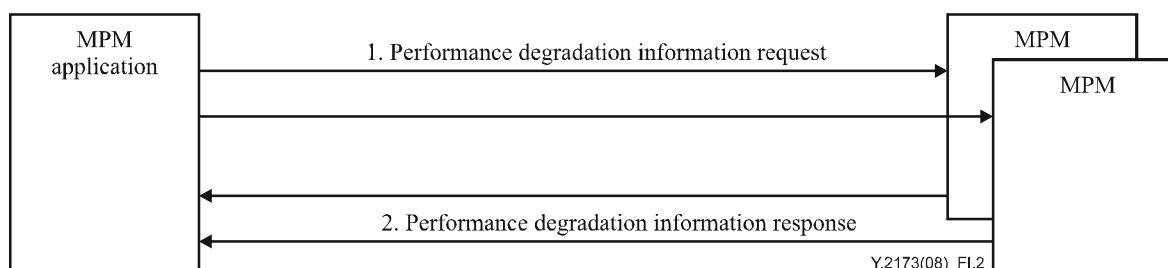 MPM
application
1. Performance degradation information request
MPM
MPM
2. Performance degradation information response
Y.2173(08)_FI.2